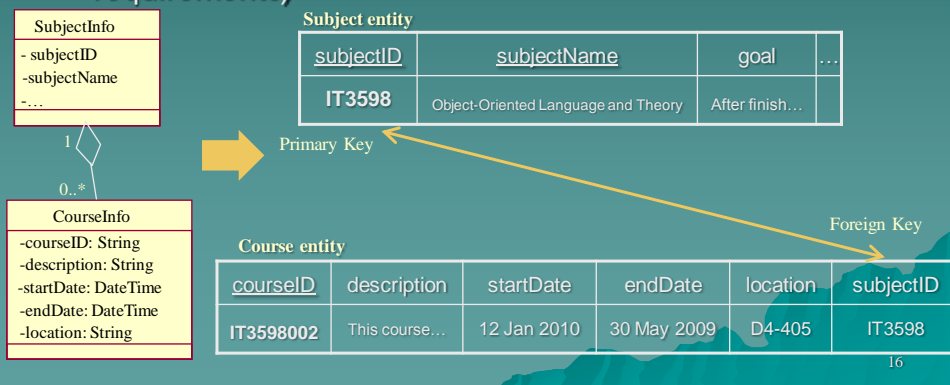 requirements)
SubjectInfo
- subjectID
-subjectName
-…
1
0..*
CourseInfo
-courseID: String
-description: String
-startDate: DateTime
-endDate: DateTime
-location: String
Subject entity
subjectID subjectName goal …
IT3598 Object-Oriented Language and Theory After finish…
Primary Key
Foreign Key
Course entity
courseID description startDate endDate location subjectID
IT3598002 This course… 12 Jan 2010 30 May 2009 D4-405 IT3598
16